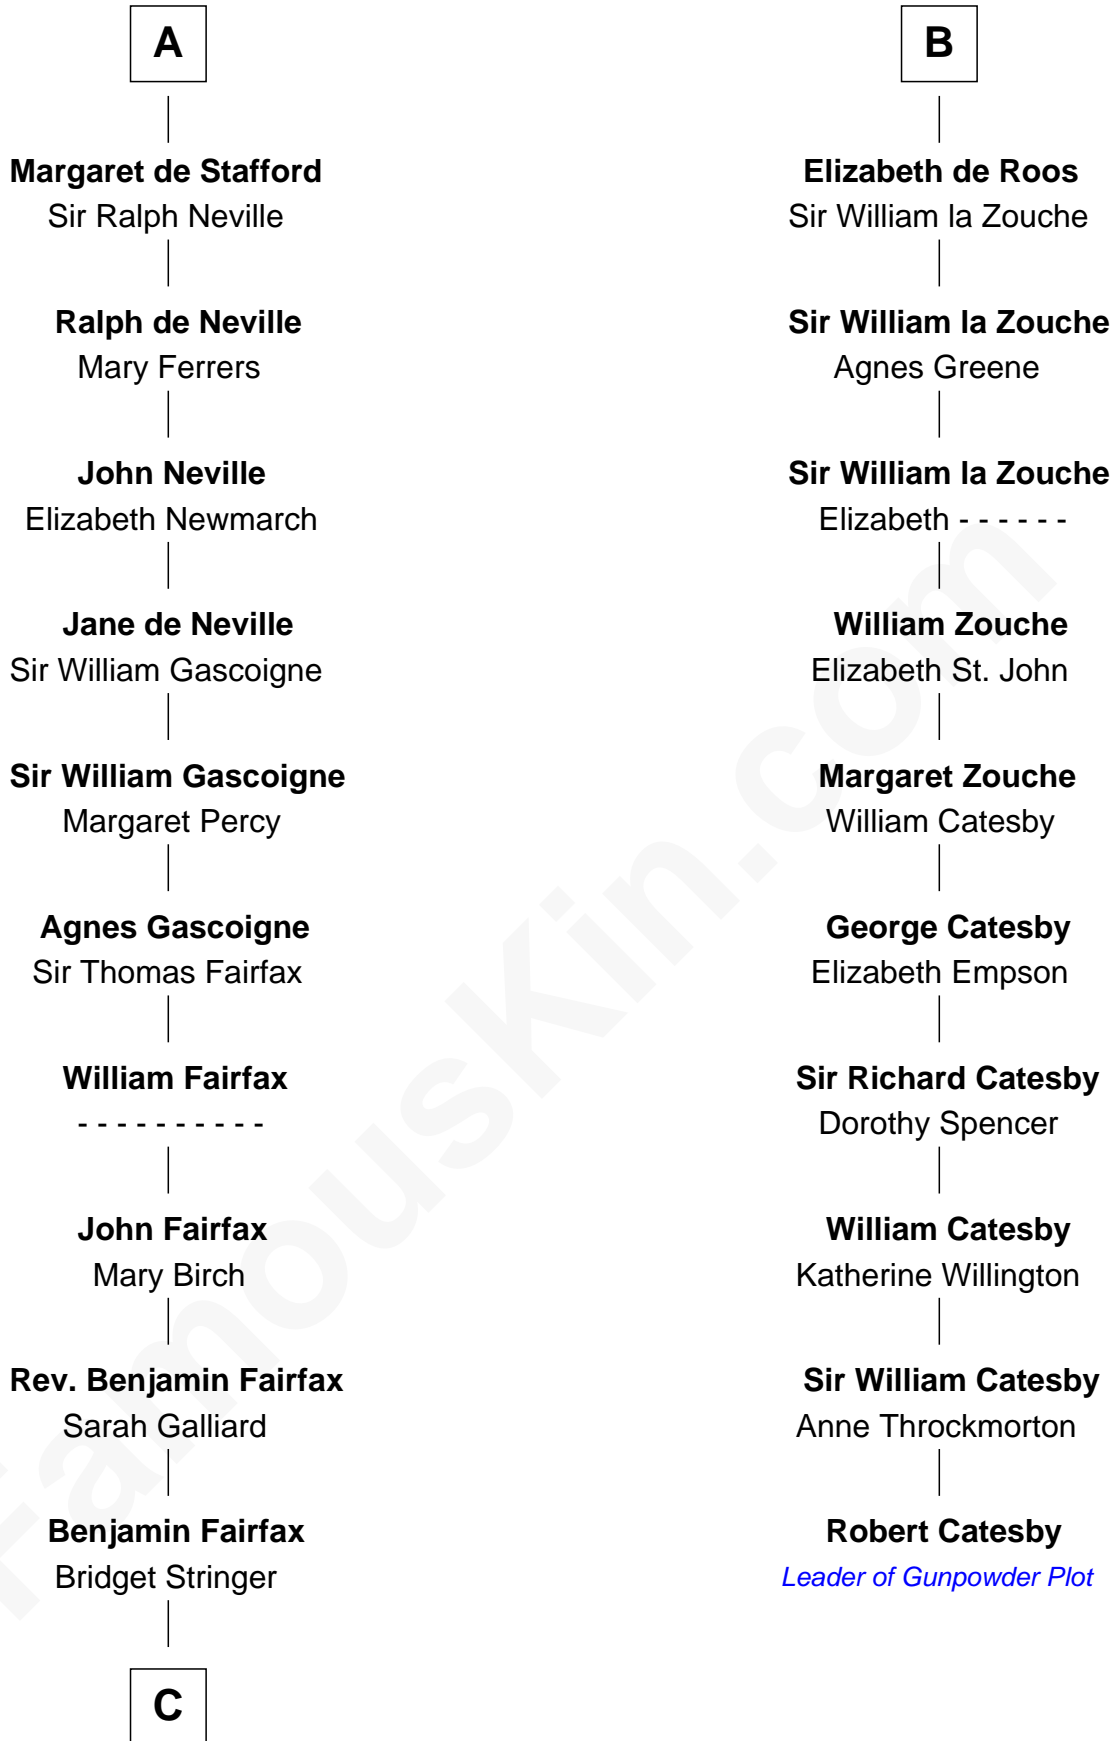 A
Margaret de Stafford
Sir Ralph Neville
Ralph de Neville
Mary Ferrers
John Neville
Elizabeth Newmarch
Jane de Neville
Sir William Gascoigne
Sir William Gascoigne
Margaret Percy
Agnes Gascoigne
Sir Thomas Fairfax
William Fairfax
- - - - - - - - - -
John Fairfax
Mary Birch
Rev. Benjamin Fairfax
Sarah Galliard
Benjamin Fairfax
Bridget Stringer
C
B
Elizabeth de Roos
Sir William la Zouche
Sir William la Zouche
Agnes Greene
Sir William la Zouche
Elizabeth - - - - - -
William Zouche
Elizabeth St. John
Margaret Zouche
William Catesby
George Catesby
Elizabeth Empson
Sir Richard Catesby
Dorothy Spencer
William Catesby
Katherine Willington
Sir William Catesby
Anne Throckmorton
Robert Catesby
Leader of Gunpowder Plot
FamousKin.com